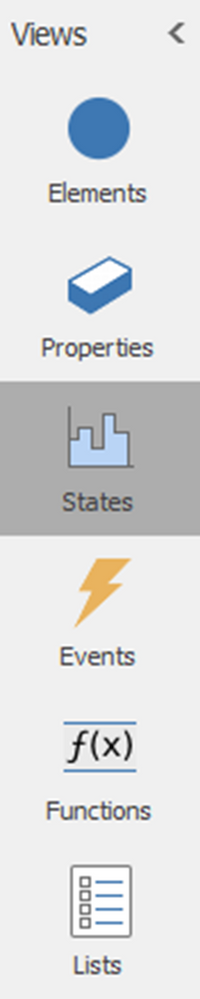 Views <
Elements
Properties
States
Events
ƒ(x)
Functions
Lists